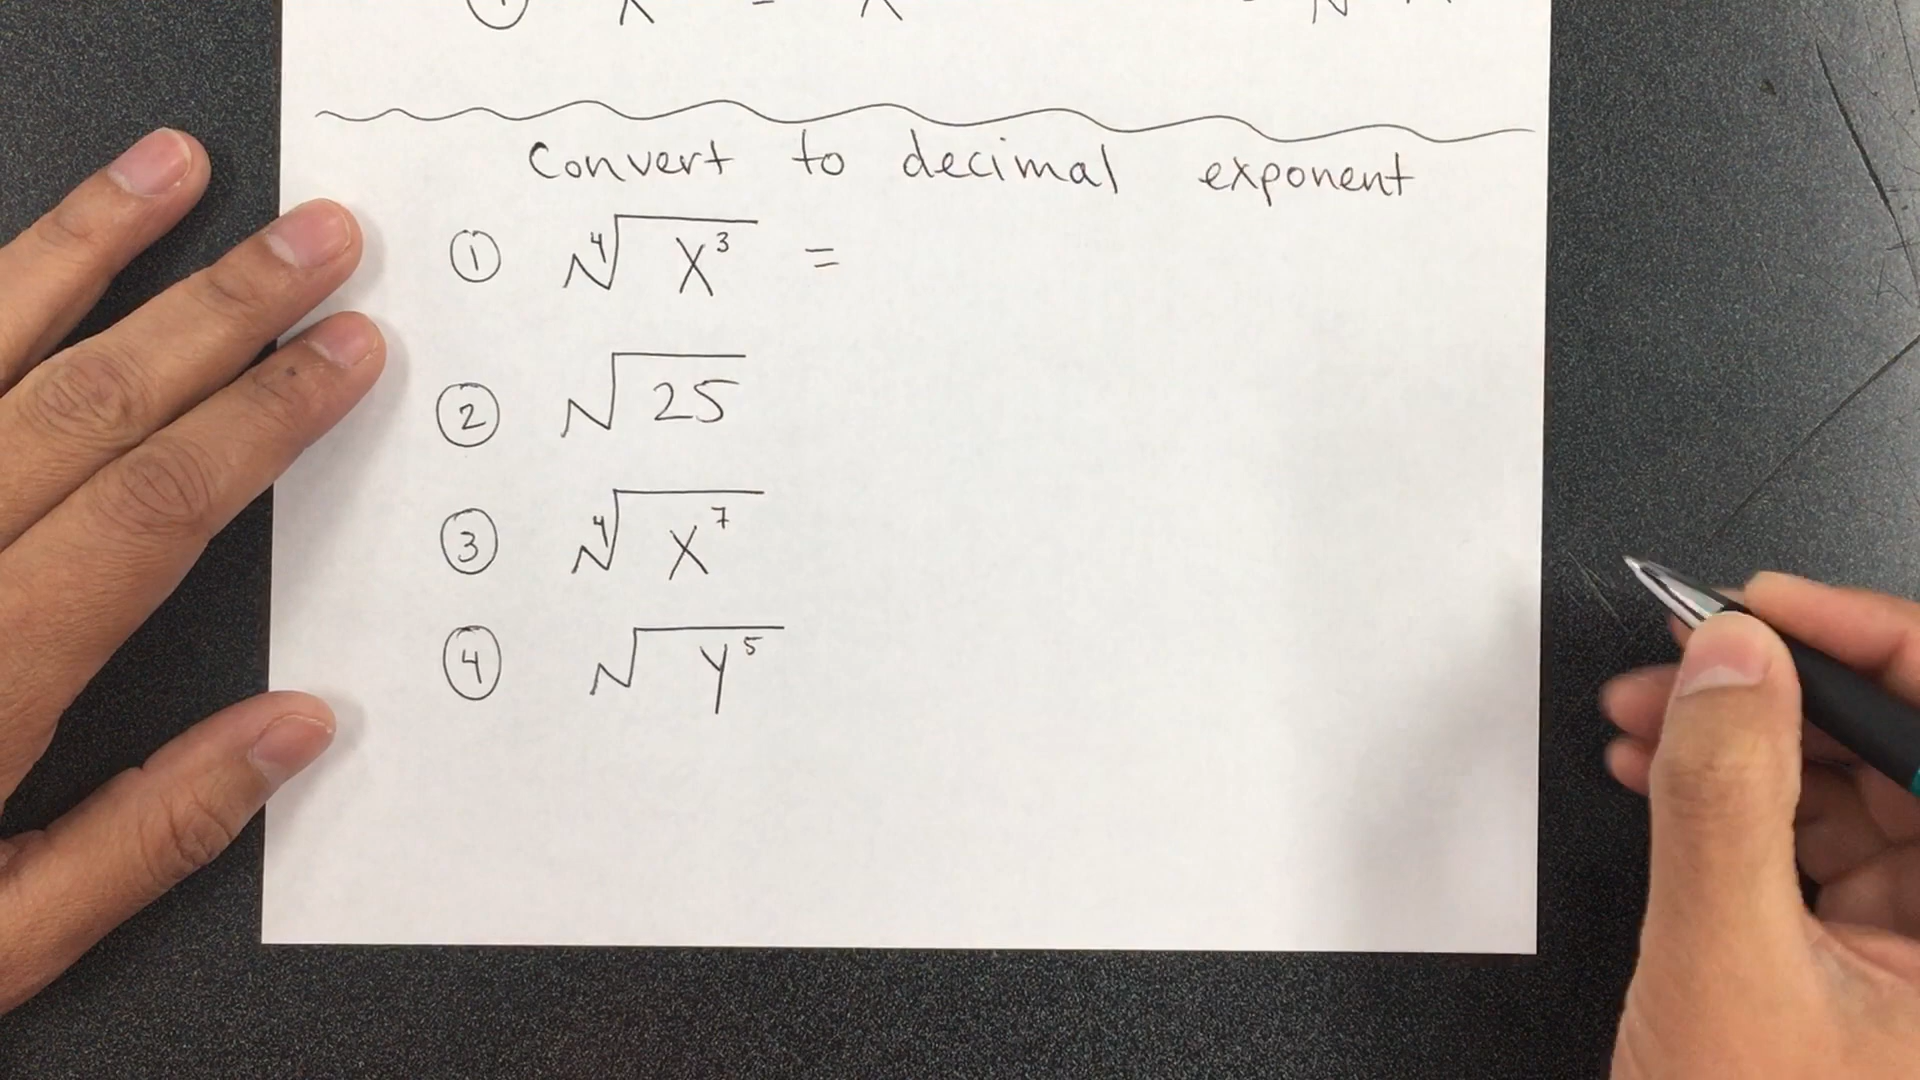 Convert to decimal exponent
① ⁴√x³ =
② √25
③ ⁴√x⁷
④ √y⁵